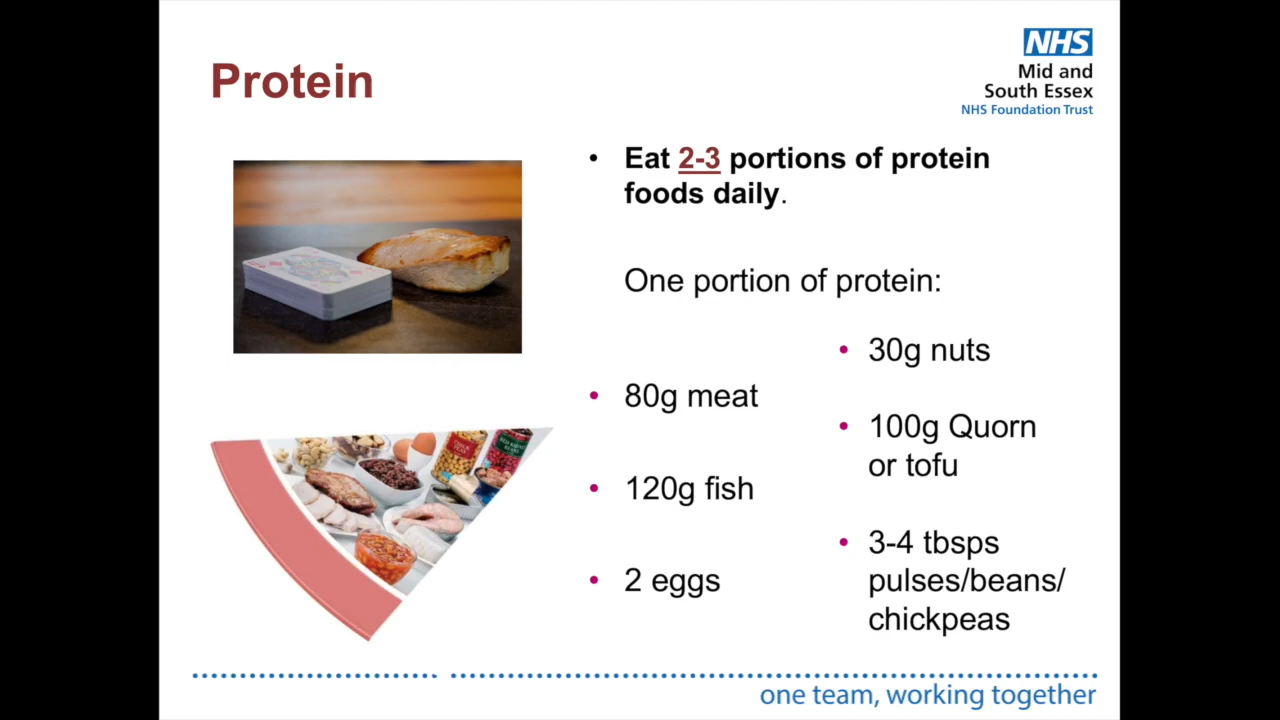 Protein
NHS
Mid and
South Essex
NHS Foundation Trust
• Eat 2-3 portions of protein
foods daily.
One portion of protein:
• 80g meat
• 120g fish
• 2 eggs
• 30g nuts
• 100g Quorn
or tofu
• 3-4 tbsps
pulses/beans/
chickpeas
one team, working together